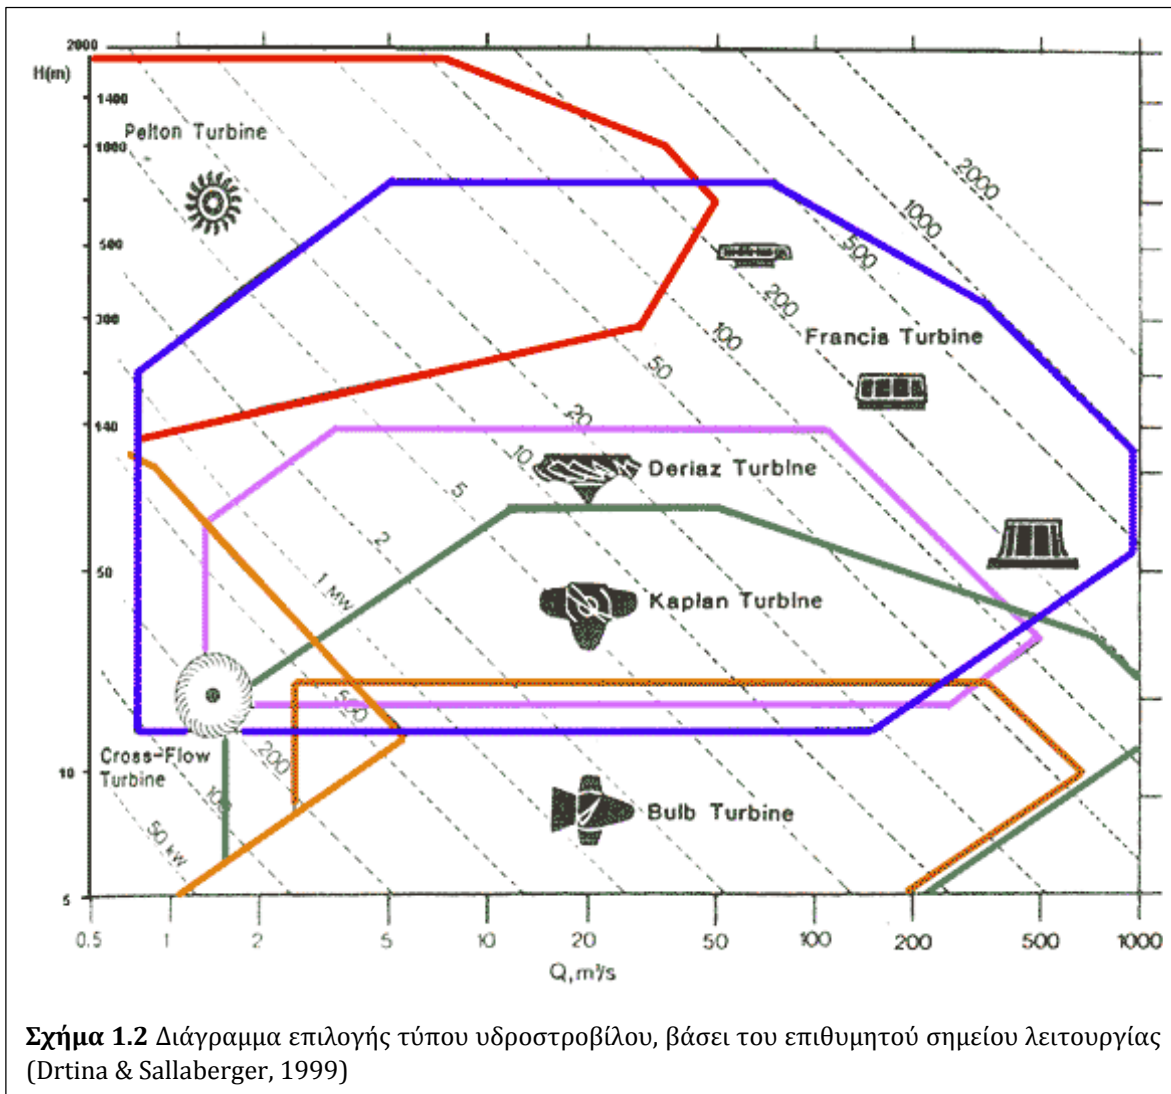 2000
H(m)
1400
Pelton Turbine
1000
2000
1000
500
500
200
300
100
Francis Turbine
50
20
140
10
Deriaz Turbine
5
2
50
1 MW
Kaplan Turbine
500
200
Cross-Flow
Turbine
10
100
Bulb Turbine
50 kW
5
0.5 1 2 5 10 20 50 100 200 500 1000
Q,m³/s
Σχήμα 1.2 Διάγραμμα επιλογής τύπου υδροστροβίλου, βάσει του επιθυμητού σημείου λειτουργίας
(Drtina & Sallaberger, 1999)